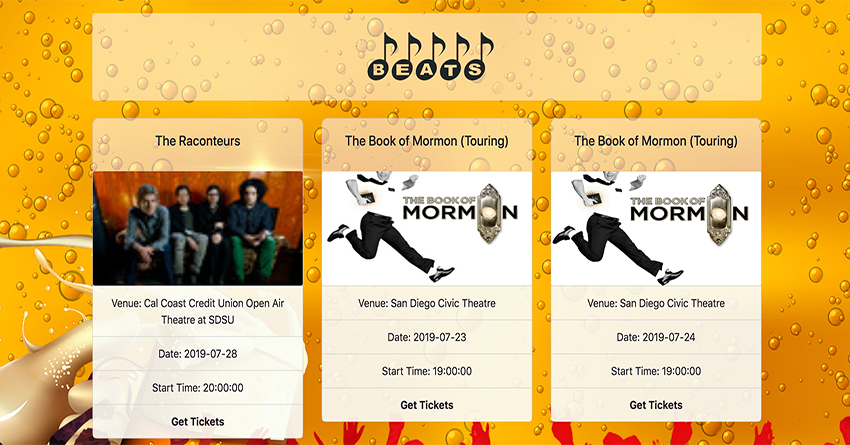 BEATS
The Raconteurs
Venue: Cal Coast Credit Union Open Air
Theatre at SDSU
Date: 2019-07-28
Start Time: 20:00:00
Get Tickets
The Book of Mormon (Touring)
THE BOOK OF
MORMON
Venue: San Diego Civic Theatre
Date: 2019-07-23
Start Time: 19:00:00
Get Tickets
The Book of Mormon (Touring)
THE BOOK OF
MORMON
Venue: San Diego Civic Theatre
Date: 2019-07-24
Start Time: 19:00:00
Get Tickets